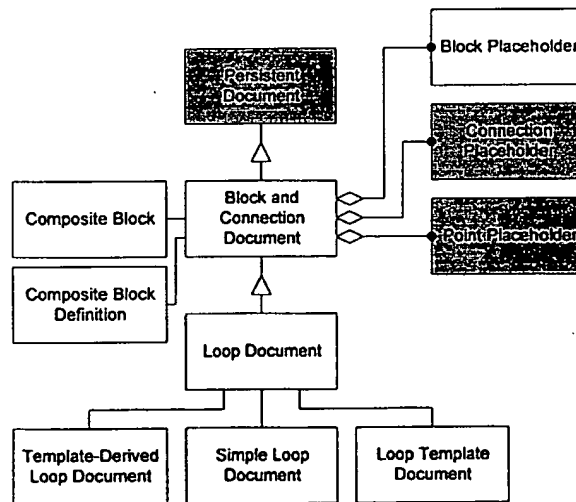 Block Placeholder
Persistent
Document
Connection
Placeholder
Composite Block
Block and
Connection
Document
Point Placeholder
Composite Block
Definition
Loop Document
Template-Derived
Loop Document
Simple Loop
Document
Loop Template
Document